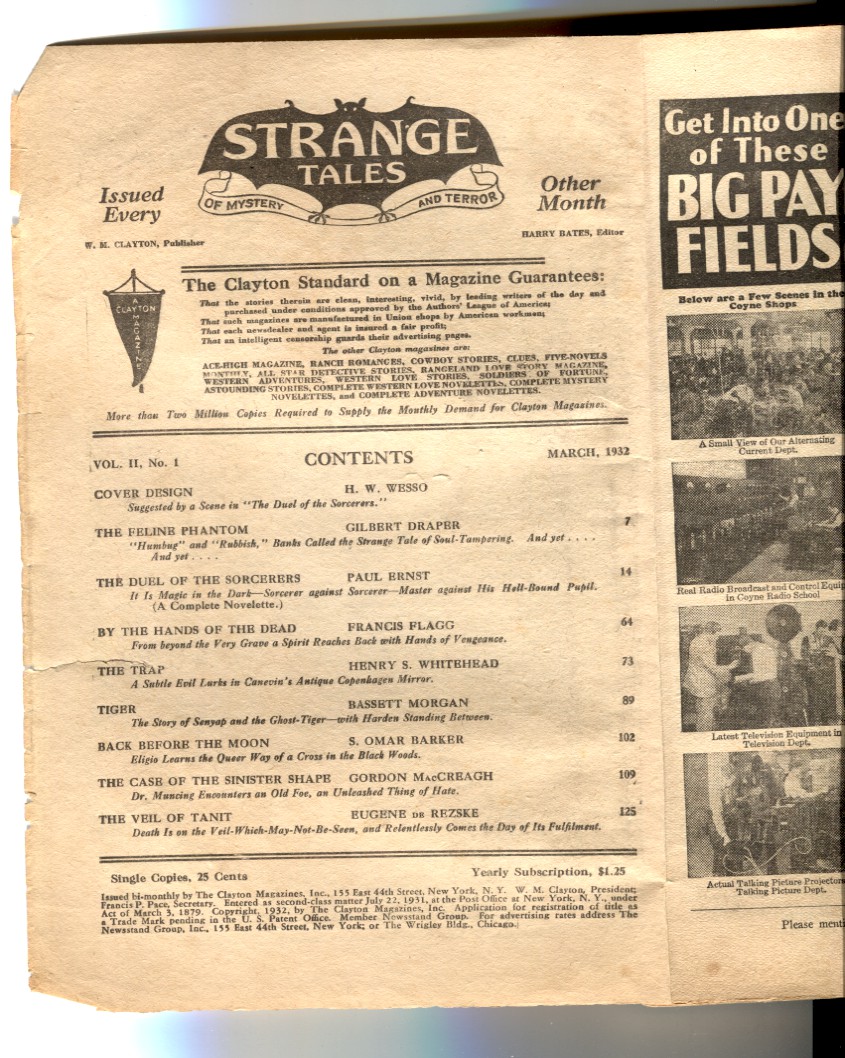 STRANGE
TALES
OF MYSTERY AND TERROR
Issued
Every
Other
Month
W. M. CLAYTON, Publisher
HARRY BATES, Editor
A
CLAYTON
MAGAZINE
The Clayton Standard on a Magazine Guarantees:
That the stories therein are clean, interesting, vivid, by leading writers of the day and
purchased under conditions approved by the Authors' League of America;
That such magazines are manufactured in Union shops by American workmen;
That each newsdealer and agent is insured a fair profit;
That an intelligent censorship guards their advertising pages.
The other Clayton magazines are:
ACE-HIGH MAGAZINE, RANCH ROMANCES, COWBOY STORIES, CLUES, FIVE-NOVELS
MONTHLY, ALL STAR DETECTIVE STORIES, RANGELAND LOVE STORY MAGAZINE,
WESTERN ADVENTURES, WESTERN LOVE STORIES, SOLDIERS OF FORTUNE,
ASTOUNDING STORIES, COMPLETE WESTERN LOVE NOVELETTES, COMPLETE MYSTERY
NOVELETTES, and COMPLETE ADVENTURE NOVELETTES.
More than Two Million Copies Required to Supply the Monthly Demand for Clayton Magazines.
VOL. II, No. 1 CONTENTS MARCH, 1932
COVER DESIGN H. W. WESSO
Suggested by a Scene in "The Duel of the Sorcerers."
THE FELINE PHANTOM GILBERT DRAPER 7
"Humbug" and "Rubbish," Banks Called the Strange Tale of Soul-Tampering. And yet . . . .
And yet . . . .
THE DUEL OF THE SORCERERS PAUL ERNST 14
It Is Magic in the Dark—Sorcerer against Sorcerer—Master against His Hell-Bound Pupil.
(A Complete Novelette.)
BY THE HANDS OF THE DEAD FRANCIS FLAGG 64
From beyond the Very Grave a Spirit Reaches Back with Hands of Vengeance.
THE TRAP HENRY S. WHITEHEAD 73
A Subtle Evil Lurks in Canevin's Antique Copenhagen Mirror.
TIGER BASSETT MORGAN 89
The Story of Senyap and the Ghost-Tiger—with Harden Standing Between.
BACK BEFORE THE MOON S. OMAR BARKER 102
Eligio Learns the Queer Way of a Cross in the Black Woods.
THE CASE OF THE SINISTER SHAPE GORDON MacCREAGH 109
Dr. Muncing Encounters an Old Foe, an Unleashed Thing of Hate.
THE VEIL OF TANIT EUGENE DE REZSKE 125
Death Is on the Veil-Which-May-Not-Be-Seen, and Relentlessly Comes the Day of Its Fulfilment.
Single Copies, 25 Cents Yearly Subscription, $1.25
Issued bi-monthly by The Clayton Magazines, Inc., 155 East 44th Street, New York, N. Y. W. M. Clayton, President;
Francis P. Pace, Secretary. Entered as second-class matter July 22, 1931, at the Post Office at New York, N. Y., under
Act of March 3, 1879. Copyright, 1932, by The Clayton Magazines, Inc. Application for registration of title as
a Trade Mark pending in the U. S. Patent Office. Member Newsstand Group. For advertising rates address The
Newsstand Group, Inc., 155 East 44th Street, New York; or The Wrigley Bldg., Chicago.
Get Into One
of These
BIG PAY
FIELDS
Below are a Few Scenes in the
Coyne Shops
A Small View of Our Alternating
Current Dept.
Real Radio Broadcast and Control Equip
in Coyne Radio School
Latest Television Equipment in
Television Dept.
Actual Talking Picture Projector
Talking Picture Dept.
Please menti